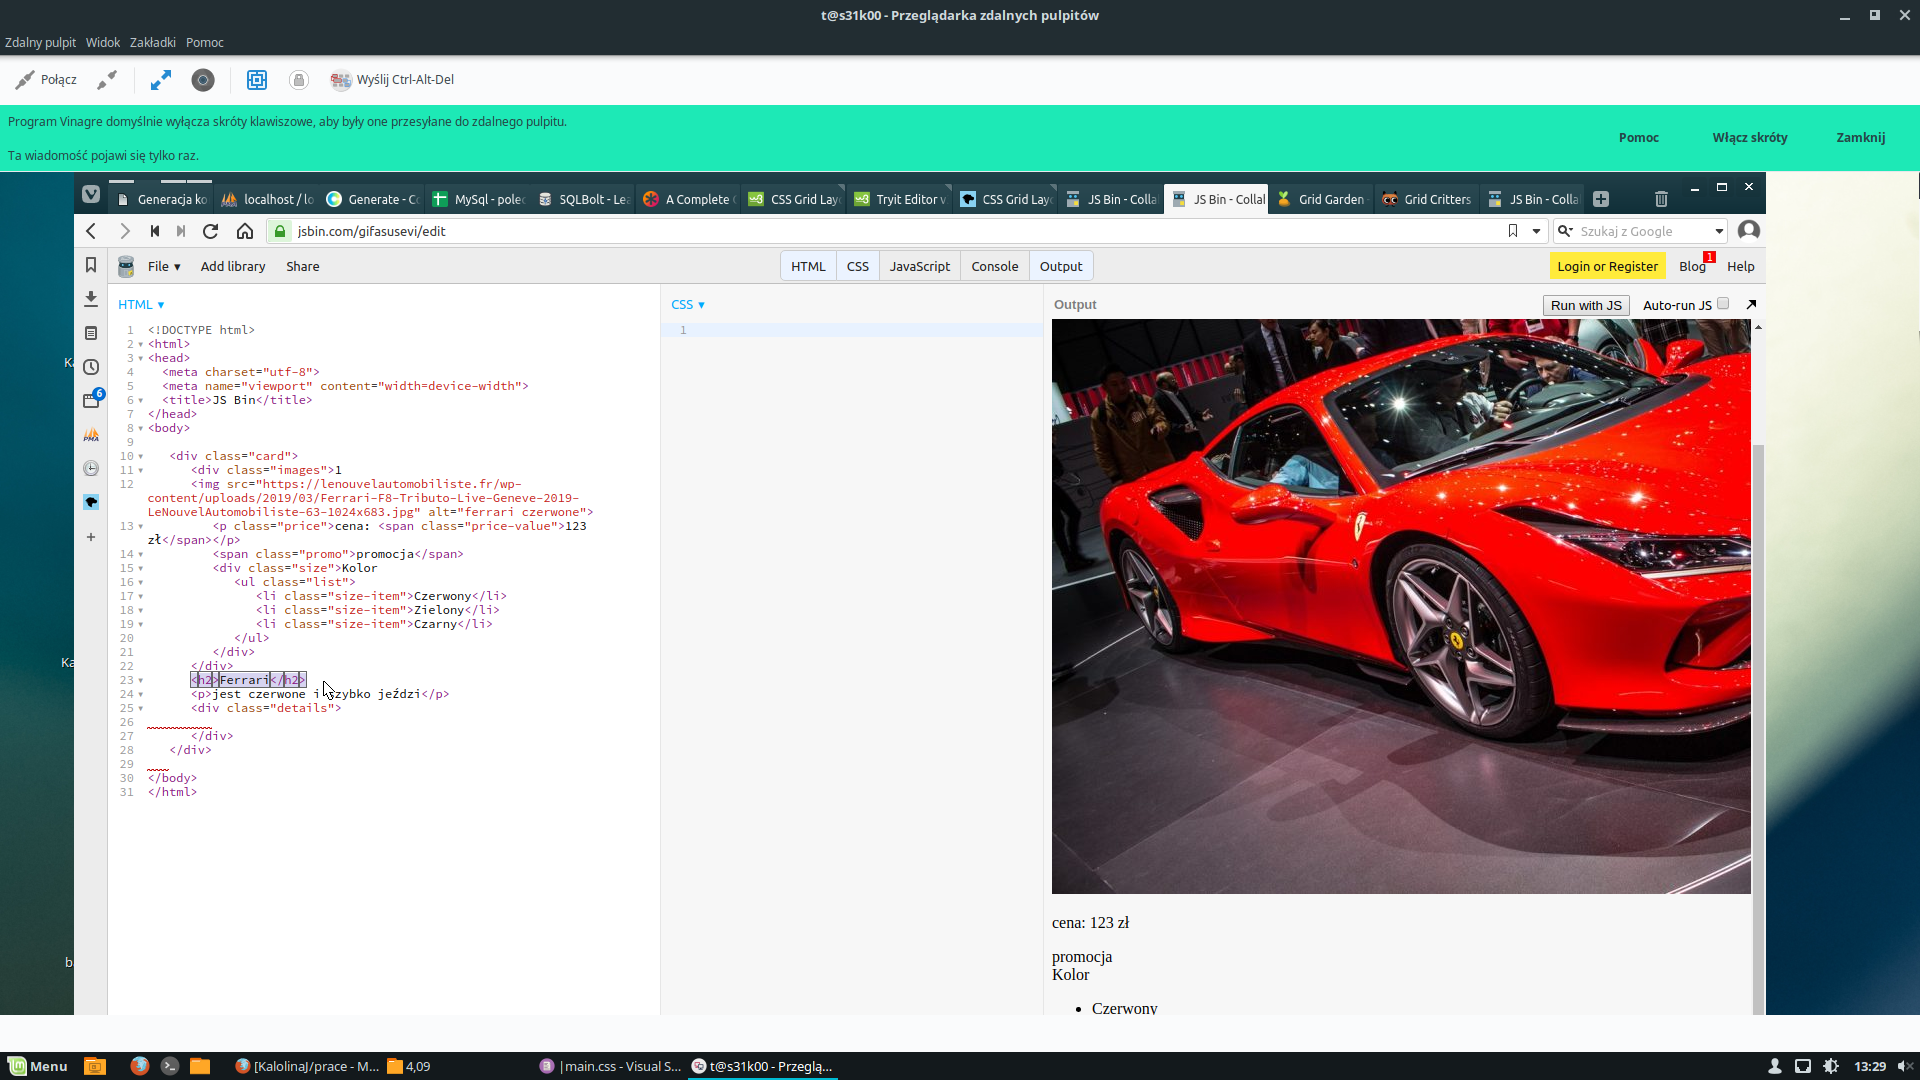 t@s31k00 - Przeglądarka zdalnych pulpitów
Zdalny pulpit Widok Zakładki Pomoc
Połącz Wyślij Ctrl-Alt-Del
Program Vinagre domyślnie wyłącza skróty klawiszowe, aby były one przesyłane do zdalnego pulpitu.
Ta wiadomość pojawi się tylko raz.
Pomoc Włącz skróty Zamknij
Generacja ko localhost / lo Generate - Co MySql - polec SQLBolt - Lea A Complete CSS Grid Layo Tryit Editor v CSS Grid Layo JS Bin - Colla JS Bin - Collal Grid Garden Grid Critters JS Bin - Colla
jsbin.com/gifasusevi/edit
Szukaj z Google
File ▾ Add library Share
HTML CSS JavaScript Console Output
Login or Register Blog 1 Help
6
HTML ▾
1 <!DOCTYPE html>
2 <html>
3 <head>
4 <meta charset="utf-8">
5 <meta name="viewport" content="width=device-width">
6 <title>JS Bin</title>
7 </head>
8 <body>
9
10 <div class="card">
11 <div class="images">1
12 <img src="https://lenouvelautomobiliste.fr/wp-
content/uploads/2019/03/Ferrari-F8-Tributo-Live-Geneve-2019-
LeNouvelAutomobiliste-63-1024x683.jpg" alt="ferrari czerwone">
13 <p class="price">cena: <span class="price-value">123
zł</span></p>
14 <span class="promo">promocja</span>
15 <div class="size">Kolor
16 <ul class="list">
17 <li class="size-item">Czerwony</li>
18 <li class="size-item">Zielony</li>
19 <li class="size-item">Czarny</li>
20 </ul>
21 </div>
22 </div>
23 <h2>Ferrari</h2>
24 <p>jest czerwone i szybko jeździ</p>
25 <div class="details">
26
27 </div>
28 </div>
29
30 </body>
31 </html>
CSS ▾
1
Output
Run with JS Auto-run JS
cena: 123 zł
promocja
Kolor
• Czerwony
Ka
Ka
b
Menu [KalolinaJ/prace - M... 4,09 |main.css - Visual S... t@s31k00 - Przeglą... 13:29